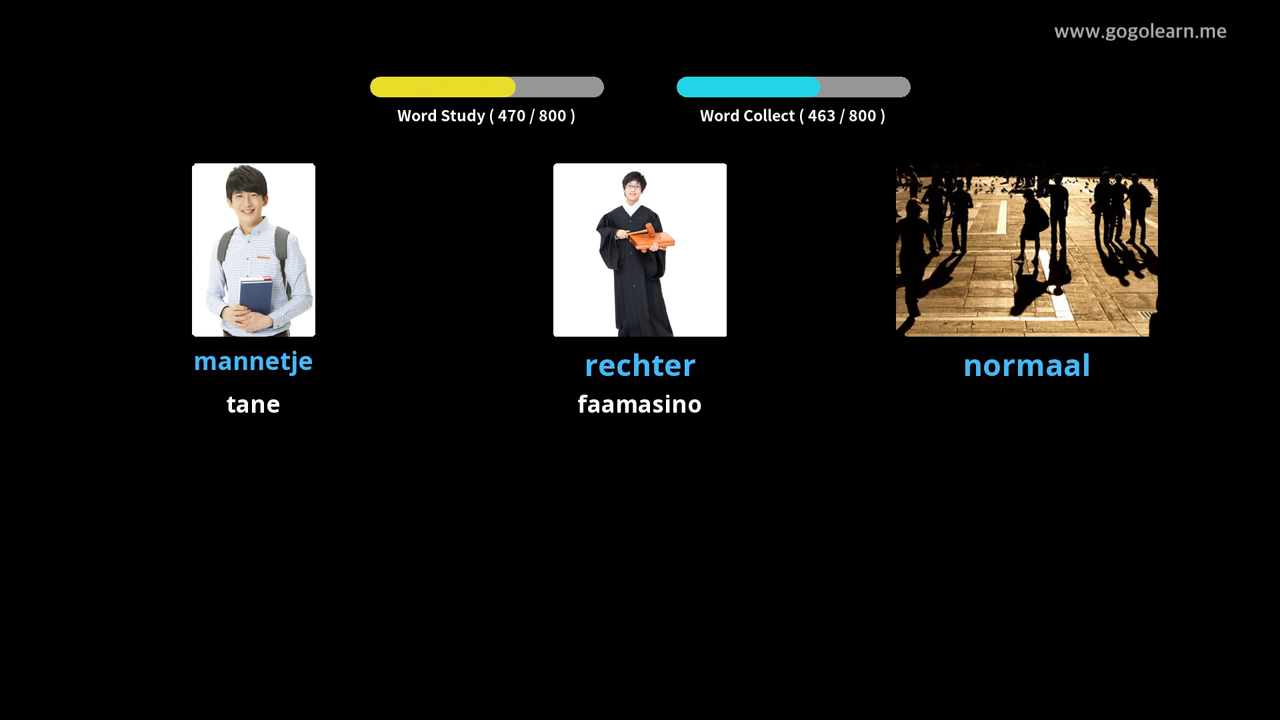 www.gogolearn.me
Word Study ( 470 / 800 )
Word Collect ( 463 / 800 )
mannetje
tane
rechter
faamasino
normaal